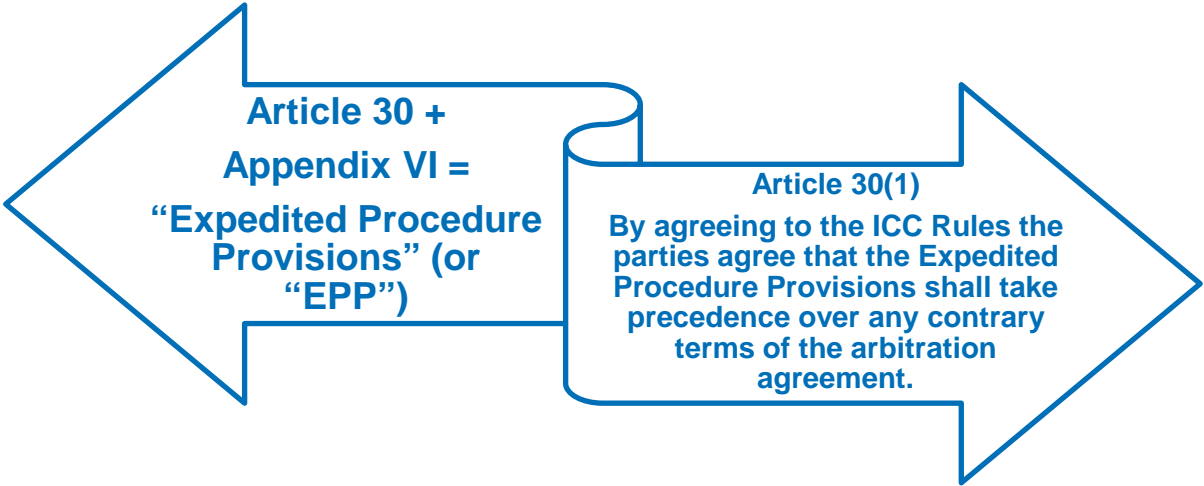 Article 30 +
Appendix VI =
“Expedited Procedure
Provisions” (or
“EPP”)
Article 30(1)
By agreeing to the ICC Rules the
parties agree that the Expedited
Procedure Provisions shall take
precedence over any contrary
terms of the arbitration
agreement.